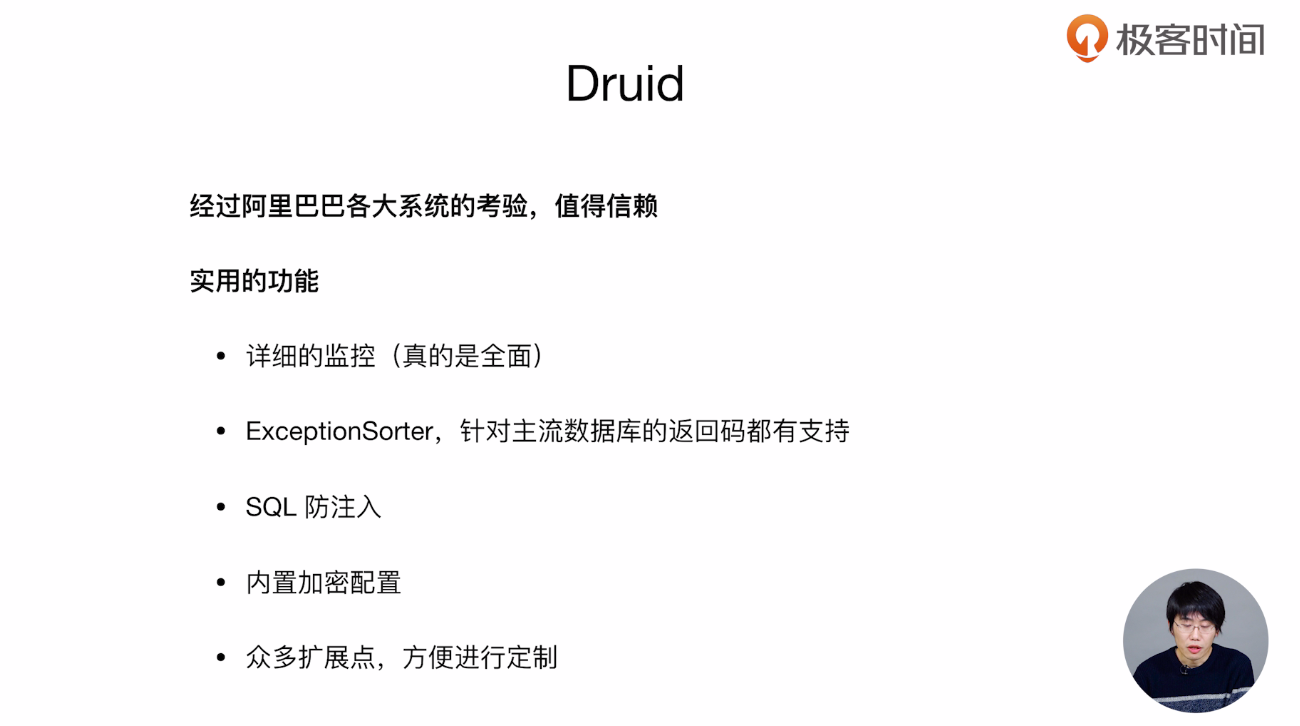 极客时间
Druid
经过阿里巴巴各大系统的考验，值得信赖
实用的功能
• 详细的监控（真的是全面）
• ExceptionSorter，针对主流数据库的返回码都有支持
• SQL 防注入
• 内置加密配置
• 众多扩展点，方便进行定制